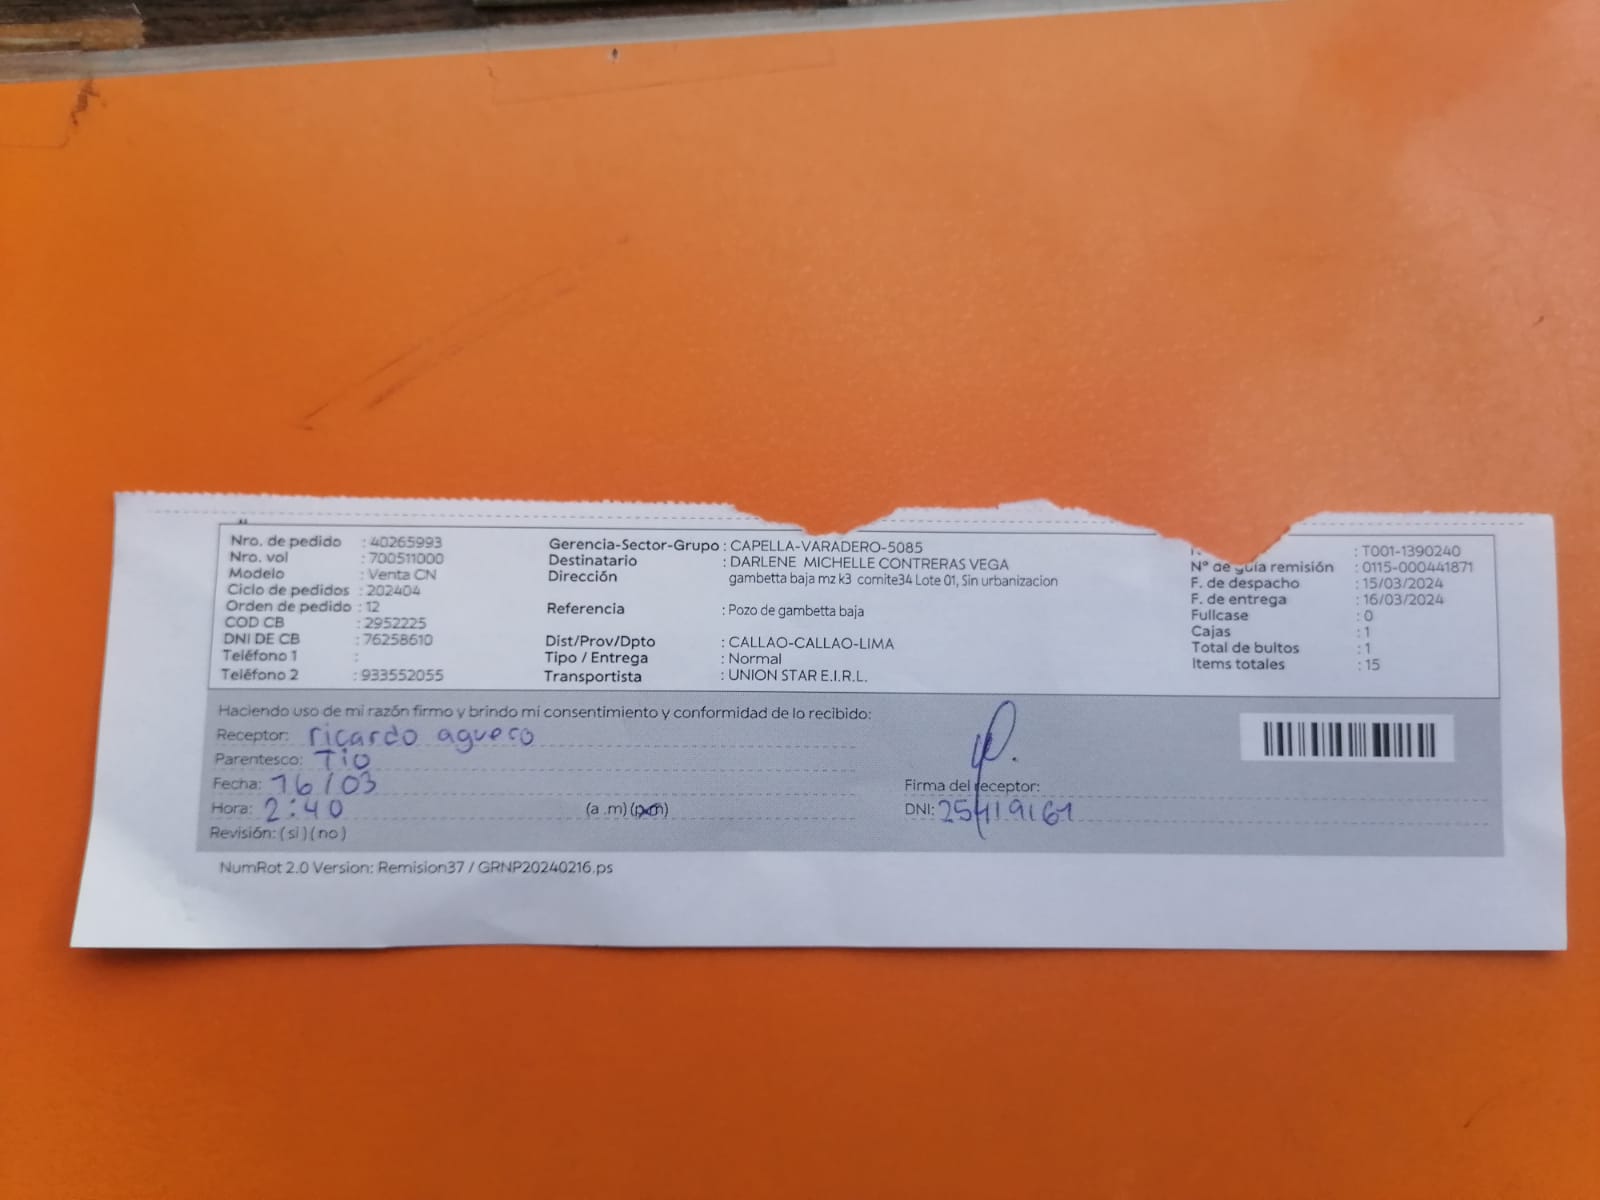 Nro. de pedido : 40265993
Nro. vol : 700511000
Modelo : Venta CN
Ciclo de pedidos : 202404
Orden de pedido : 12
COD CB : 2952225
DNI DE CB : 76258610
Teléfono 1 :
Teléfono 2 : 933552055
Gerencia-Sector-Grupo : CAPELLA-VARADERO-5085
Destinatario : DARLENE MICHELLE CONTRERAS VEGA
Dirección gambetta baja mz k3 comite34 Lote 01, Sin urbanizacion
Referencia : Pozo de gambetta baja
Dist/Prov/Dpto : CALLAO-CALLAO-LIMA
Tipo / Entrega : Normal
Transportista : UNION STAR E.I.R.L.
: T001-1390240
N° de guía remisión : 0115-000441871
F. de despacho : 15/03/2024
F. de entrega : 16/03/2024
Fullcase : 0
Cajas : 1
Total de bultos : 1
Items totales : 15
Haciendo uso de mi razón firmo y brindo mi consentimiento y conformidad de lo recibido:
Receptor: ricardo aguero
Parentesco: Tio
Fecha: 16/03
Hora: 2:40 (a .m) (p.m)
Revisión: ( si ) ( no )
Firma del receptor:
DNI: 25419161
NumRot 2.0 Version: Remision37 / GRNP20240216.ps